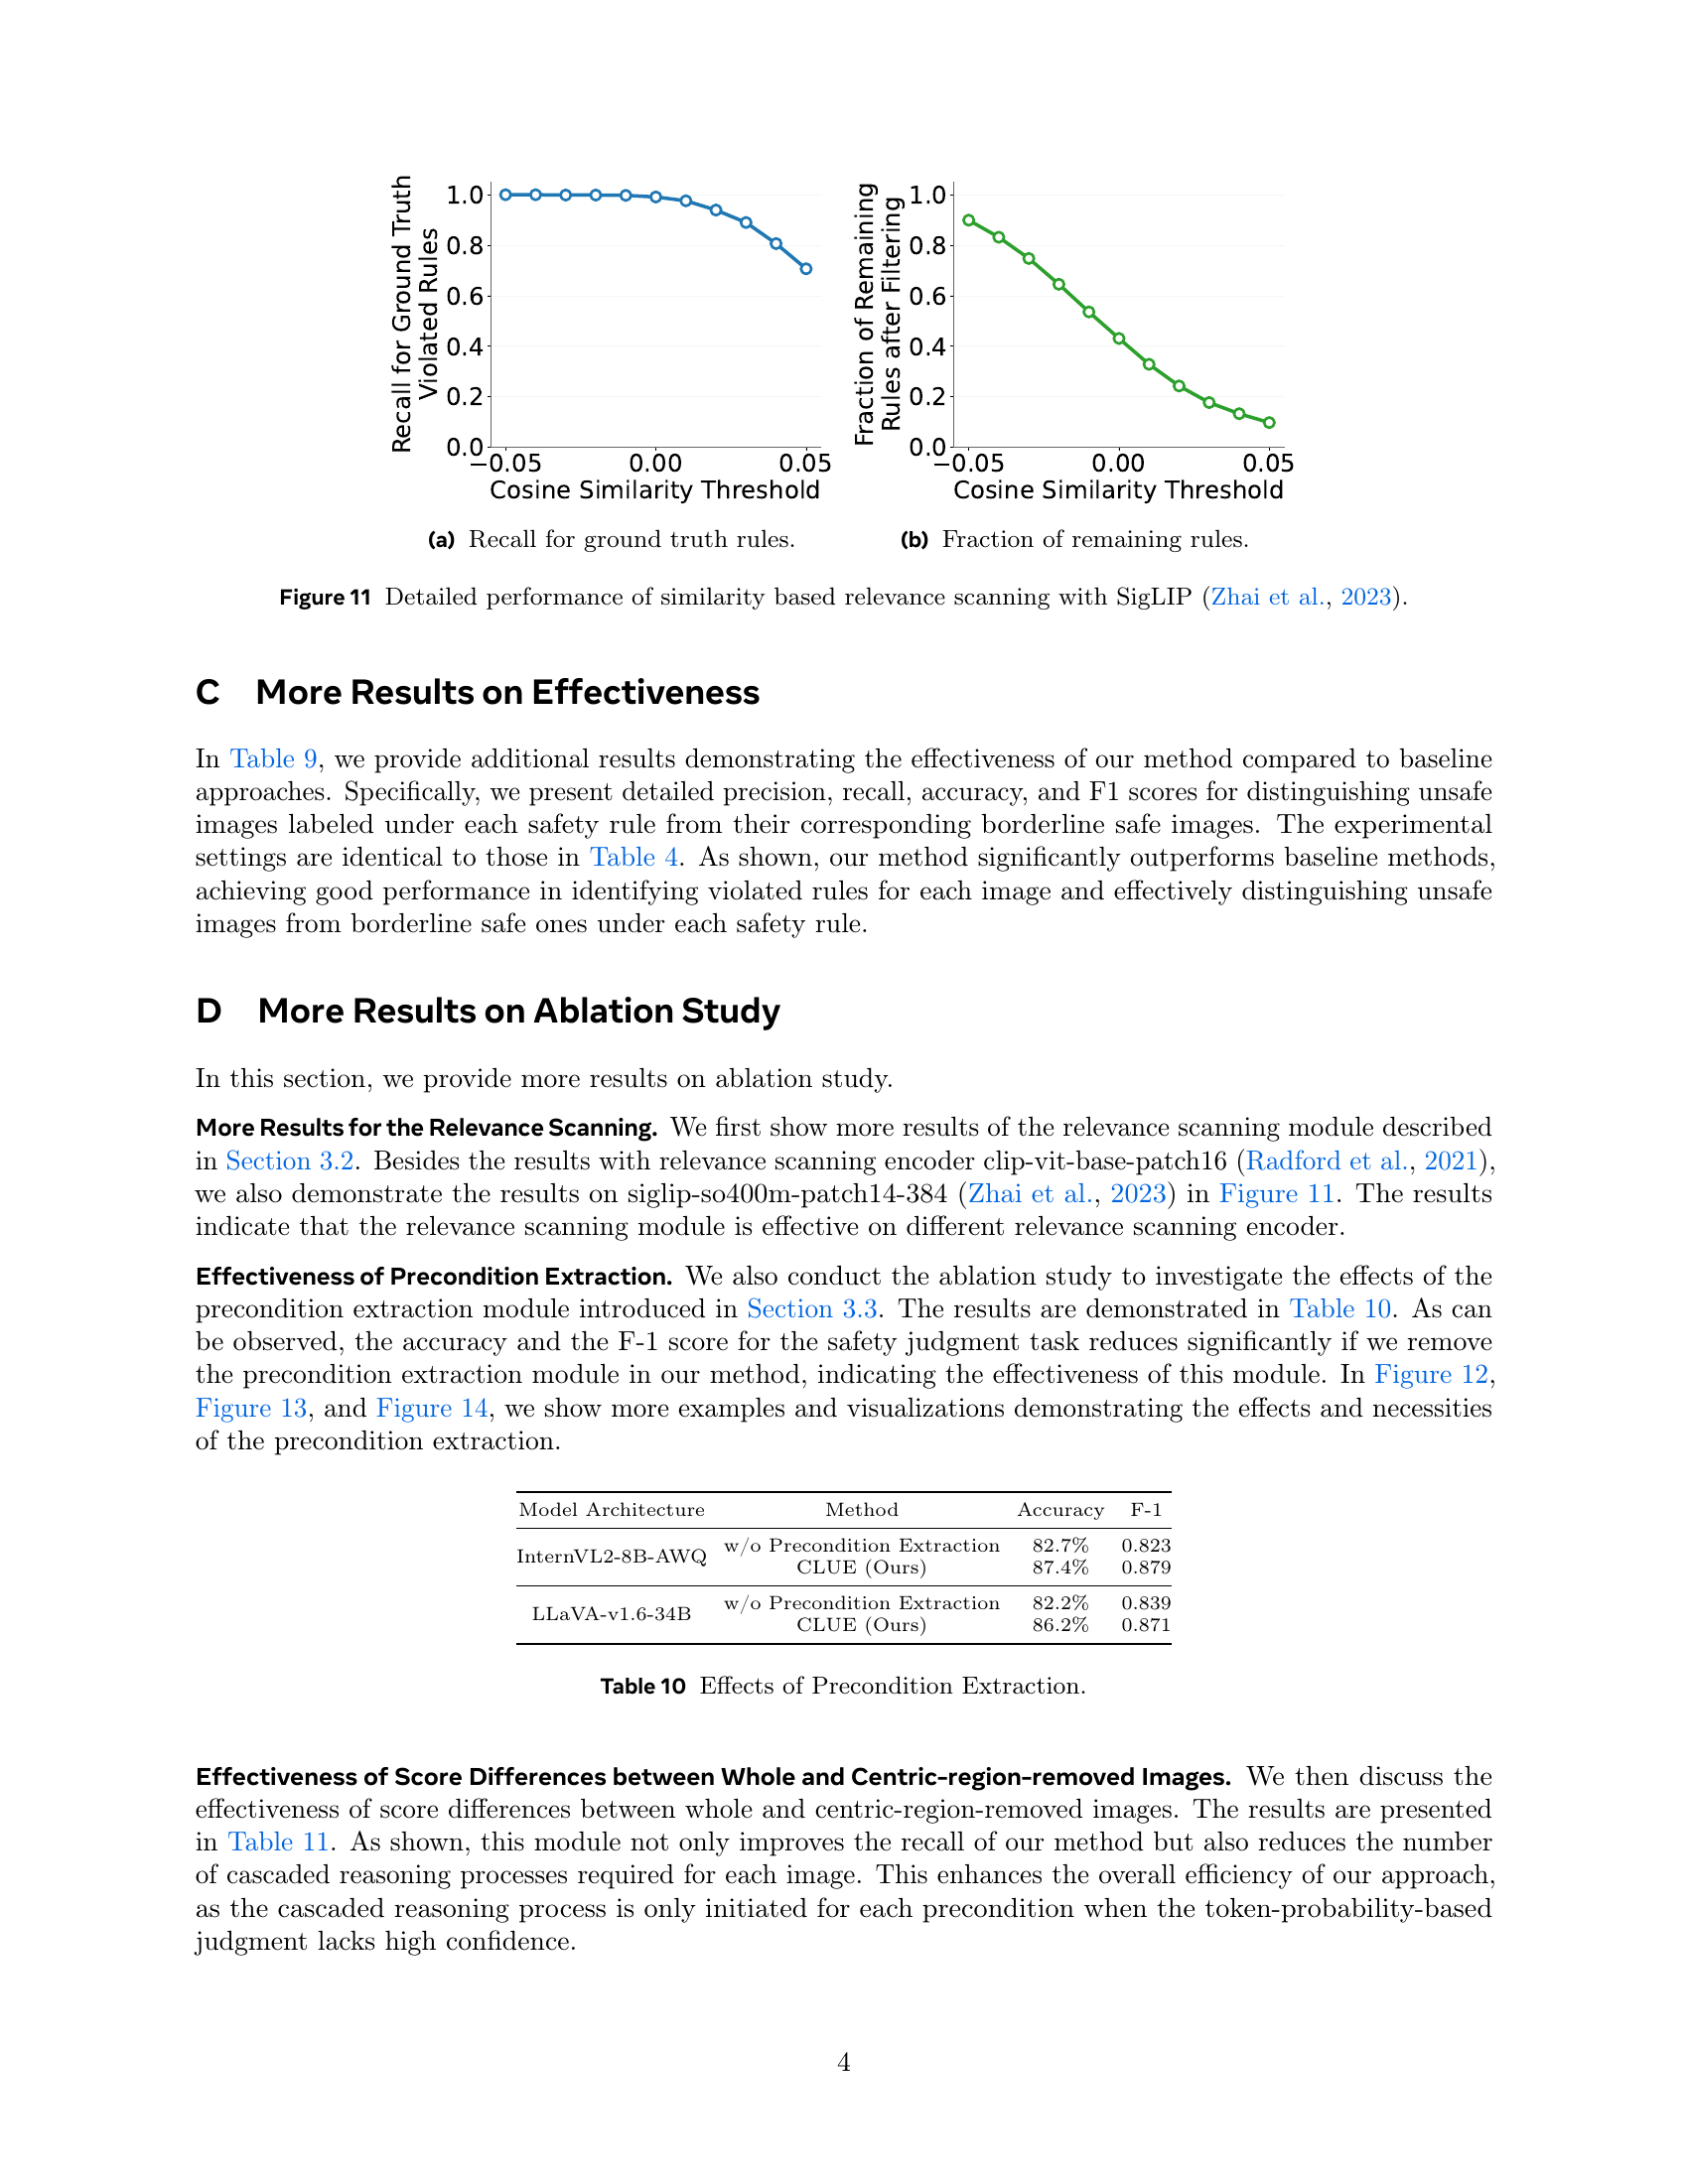 Recall for Ground Truth
Violated Rules
1.0
0.8
0.6
0.4
0.2
0.0
−0.05 0.00 0.05
Cosine Similarity Threshold
(a) Recall for ground truth rules.
Fraction of Remaining
Rules after Filtering
1.0
0.8
0.6
0.4
0.2
0.0
−0.05 0.00 0.05
Cosine Similarity Threshold
(b) Fraction of remaining rules.
Figure 11 Detailed performance of similarity based relevance scanning with SigLIP (Zhai et al., 2023).
C More Results on Effectiveness
In Table 9, we provide additional results demonstrating the effectiveness of our method compared to baseline
approaches. Specifically, we present detailed precision, recall, accuracy, and F1 scores for distinguishing unsafe
images labeled under each safety rule from their corresponding borderline safe images. The experimental
settings are identical to those in Table 4. As shown, our method significantly outperforms baseline methods,
achieving good performance in identifying violated rules for each image and effectively distinguishing unsafe
images from borderline safe ones under each safety rule.
D More Results on Ablation Study
In this section, we provide more results on ablation study.
More Results for the Relevance Scanning. We first show more results of the relevance scanning module described
in Section 3.2. Besides the results with relevance scanning encoder clip-vit-base-patch16 (Radford et al., 2021),
we also demonstrate the results on siglip-so400m-patch14-384 (Zhai et al., 2023) in Figure 11. The results
indicate that the relevance scanning module is effective on different relevance scanning encoder.
Effectiveness of Precondition Extraction. We also conduct the ablation study to investigate the effects of the
precondition extraction module introduced in Section 3.3. The results are demonstrated in Table 10. As can
be observed, the accuracy and the F-1 score for the safety judgment task reduces significantly if we remove
the precondition extraction module in our method, indicating the effectiveness of this module. In Figure 12,
Figure 13, and Figure 14, we show more examples and visualizations demonstrating the effects and necessities
of the precondition extraction.
Model Architecture Method Accuracy F-1
InternVL2-8B-AWQ w/o Precondition Extraction 82.7% 0.823
CLUE (Ours) 87.4% 0.879
LLaVA-v1.6-34B w/o Precondition Extraction 82.2% 0.839
CLUE (Ours) 86.2% 0.871
Table 10 Effects of Precondition Extraction.
Effectiveness of Score Differences between Whole and Centric-region-removed Images. We then discuss the
effectiveness of score differences between whole and centric-region-removed images. The results are presented
in Table 11. As shown, this module not only improves the recall of our method but also reduces the number
of cascaded reasoning processes required for each image. This enhances the overall efficiency of our approach,
as the cascaded reasoning process is only initiated for each precondition when the token-probability-based
judgment lacks high confidence.
4